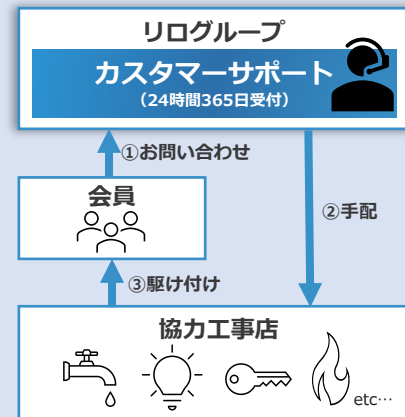 リログループ
カスタマーサポート
（24時間365日受付）
①お問い合わせ
会員
②手配
③駆け付け
協力工事店
etc…